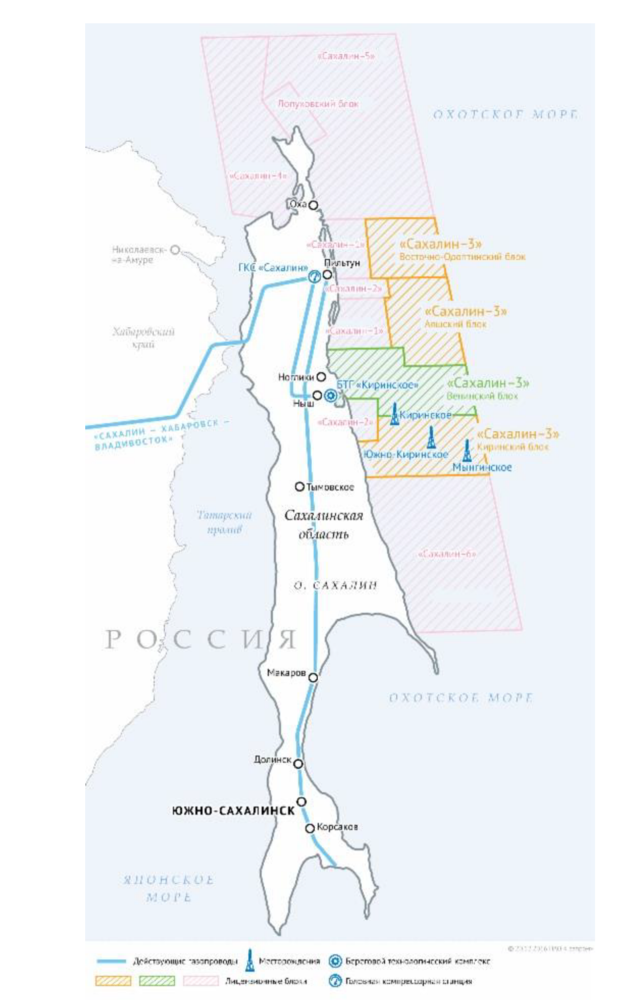 «Сахалин–5»
Лопуховский блок
ОХОТСКОЕ МОРЕ
«Сахалин–4»
Оха
«Сахалин–1»
«Сахалин–3»
Восточно-Одоптинский блок
Николаевск-
на-Амуре
ГКС «Сахалин»
Пильтун
«Сахалин–2»
«Сахалин–3»
Аяшский блок
Хабаровский
край
«Сахалин–1»
Ноглики
БТГ «Киринское»
«Сахалин–3»
Венинский блок
Ныш
Киринское
«САХАЛИН – ХАБАРОВСК –
ВЛАДИВОСТОК»
«Сахалин–2»
«Сахалин–3»
Киринский блок
Южно-Киринское
Мынгинское
Тымовское
Татарский
пролив
Сахалинская
область
«Сахалин–6»
О. САХАЛИН
РОССИЯ
Макаров
ОХОТСКОЕ МОРЕ
Долинск
ЮЖНО-САХАЛИНСК
Корсаков
ЯПОНСКОЕ
МОРЕ
Действующие газопроводы
Месторождения
Береговой технологический комплекс
Лицензионные блоки
Головная компрессорная станция